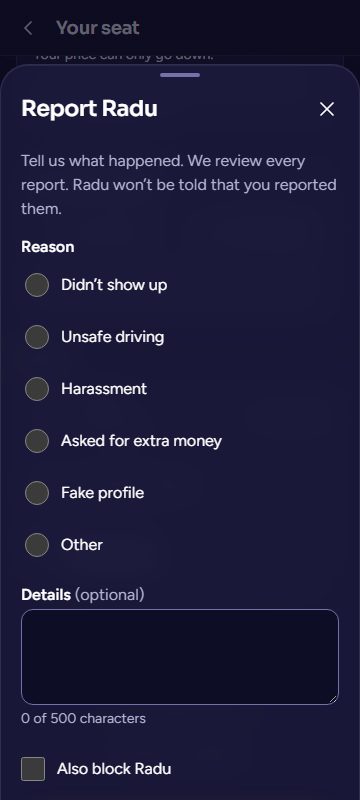 Your seat
Your price can only go down.
Report Radu
Tell us what happened. We review every
report. Radu won’t be told that you reported
them.
Reason
Didn’t show up
Unsafe driving
Harassment
Asked for extra money
Fake profile
Other
Details (optional)
0 of 500 characters
Also block Radu